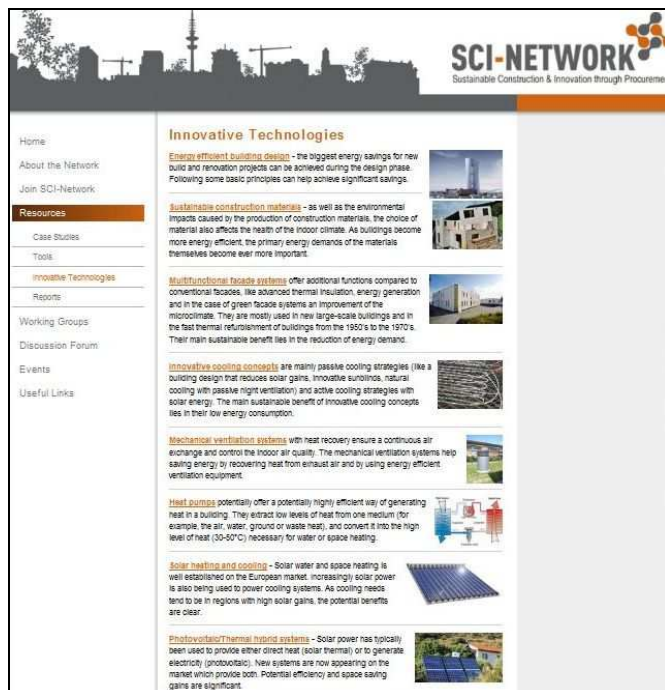 SCI-NETWORK
Sustainable Construction & Innovation through Procureme
Home
About the Network
Join SCI-Network
Resources
Case Studies
Tools
Innovative Technologies
Reports
Working Groups
Discussion Forum
Events
Useful Links
Innovative Technologies
Energy efficient building design - the biggest energy savings for new
build and renovation projects can be achieved during the design phase.
Following some basic principles can help achieve significant savings.
Sustainable construction materials - as well as the environmental
impacts caused by the production of construction materials, the choice of
material also affects the health of the indoor climate. As buildings become
more energy efficient, the primary energy demands of the materials
themselves become ever more important.
Multifunctional facade systems offer additional functions compared to
conventional facades, like advanced thermal insulation, energy generation
and in the case of green facade systems an improvement of the
microclimate. They are mostly used in new large-scale buildings and in
the fast thermal refurbishment of buildings from the 1950's to the 1970's.
Their main sustainable benefit lies in the reduction of energy demand.
Innovative cooling concepts are mainly passive cooling strategies (like a
building design that reduces solar gains, innovative sunblinds, natural
cooling with passive night ventilation) and active cooling strategies with
solar energy. The main sustainable benefit of innovative cooling concepts
lies in their low energy consumption.
Mechanical ventilation systems with heat recovery ensure a continuous air
exchange and control the indoor air quality. The mechanical ventilation systems help
saving energy by recovering heat from exhaust air and by using energy efficient
ventilation equipment.
Heat pumps potentially offer a potentially highly efficient way of generating
heat in a building. They extract low levels of heat from one medium (for
example, the air, water, ground or waste heat), and convert it into the high
level of heat (30-50°C) necessary for water or space heating.
Solar heating and cooling - Solar water and space heating is
well established on the European market. Increasingly solar power
is also being used to power cooling systems. As cooling needs
tend to be in regions with high solar gains, the potential benefits
are clear.
Photovoltaic/Thermal hybrid systems - Solar power has typically
been used to provide either direct heat (solar thermal) or to generate
electricity (photovoltaic). New systems are now appearing on the
market which provide both. Potential efficiency and space saving
gains are significant.